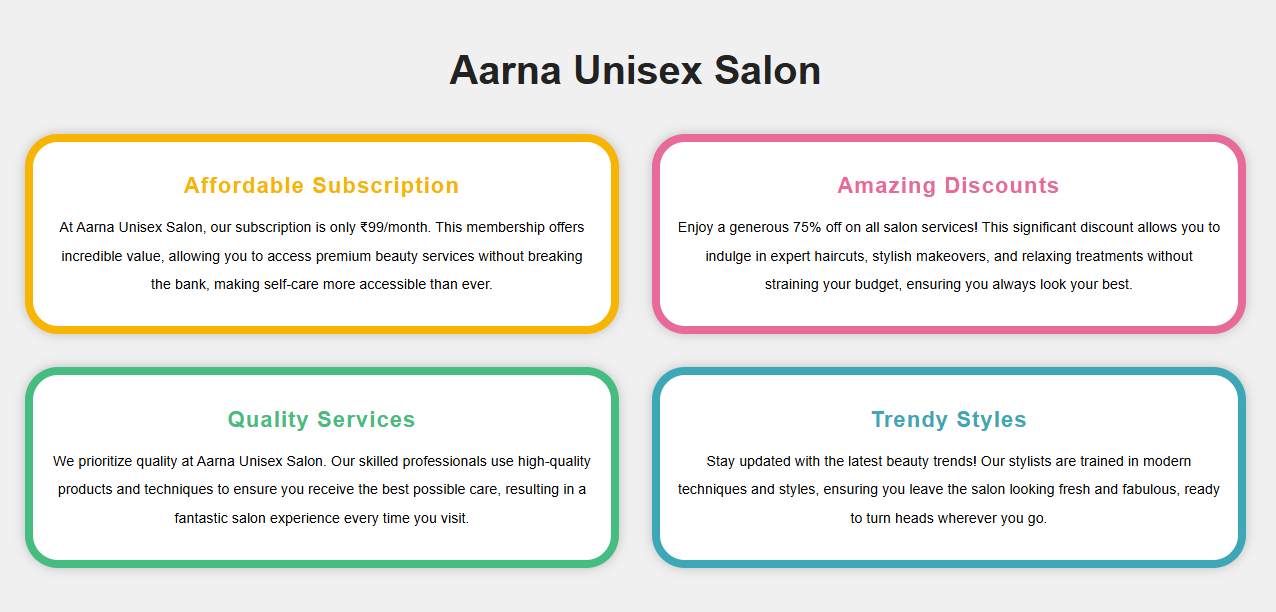 Aarna Unisex Salon
Affordable Subscription
At Aarna Unisex Salon, our subscription is only ₹99/month. This membership offers
incredible value, allowing you to access premium beauty services without breaking
the bank, making self-care more accessible than ever.
Amazing Discounts
Enjoy a generous 75% off on all salon services! This significant discount allows you to
indulge in expert haircuts, stylish makeovers, and relaxing treatments without
straining your budget, ensuring you always look your best.
Quality Services
We prioritize quality at Aarna Unisex Salon. Our skilled professionals use high-quality
products and techniques to ensure you receive the best possible care, resulting in a
fantastic salon experience every time you visit.
Trendy Styles
Stay updated with the latest beauty trends! Our stylists are trained in modern
techniques and styles, ensuring you leave the salon looking fresh and fabulous, ready
to turn heads wherever you go.